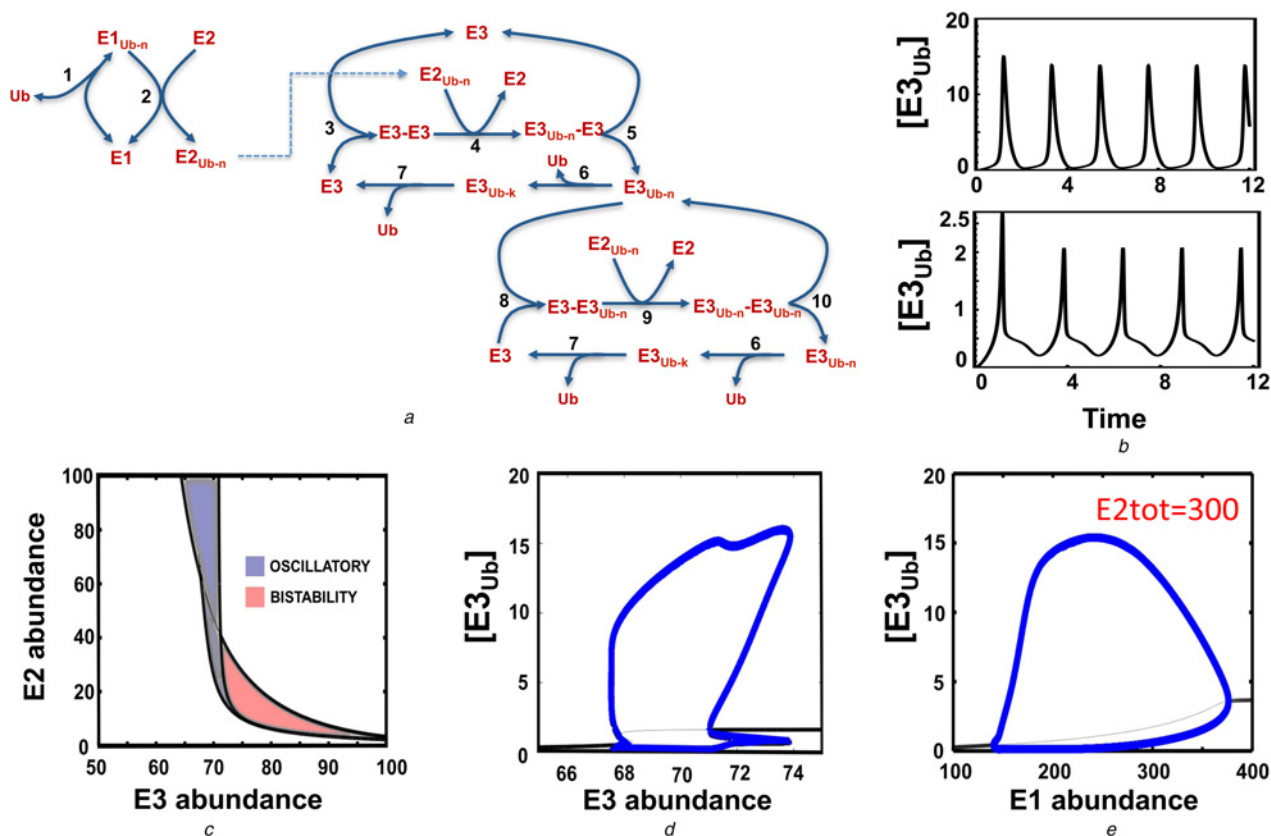 E1Ub-n E2
1 2
Ub
E1 E2Ub-n
E3
E2Ub-n E2
3 E3-E3 4 E3Ub-n-E3 5
E3 7 E3Ub-k 6 Ub E3Ub-n
Ub
E2Ub-n E2
8 E3-E3Ub-n 9 E3Ub-n-E3Ub-n 10
E3 7 E3Ub-k 6 E3Ub-n
Ub Ub
a
[E3Ub]
20
10
0
0 4 8 12
[E3Ub]
2.5
2
1
0
0 4 8 12
Time
b
E2 abundance
100
80
60
40
20
0
OSCILLATORY
BISTABILITY
50 60 70 80 90 100
E3 abundance
c
[E3Ub]
20
15
10
5
0
66 68 70 72 74
E3 abundance
d
[E3Ub]
20
15
10
5
0
E2tot=300
100 200 300 400
E1 abundance
e